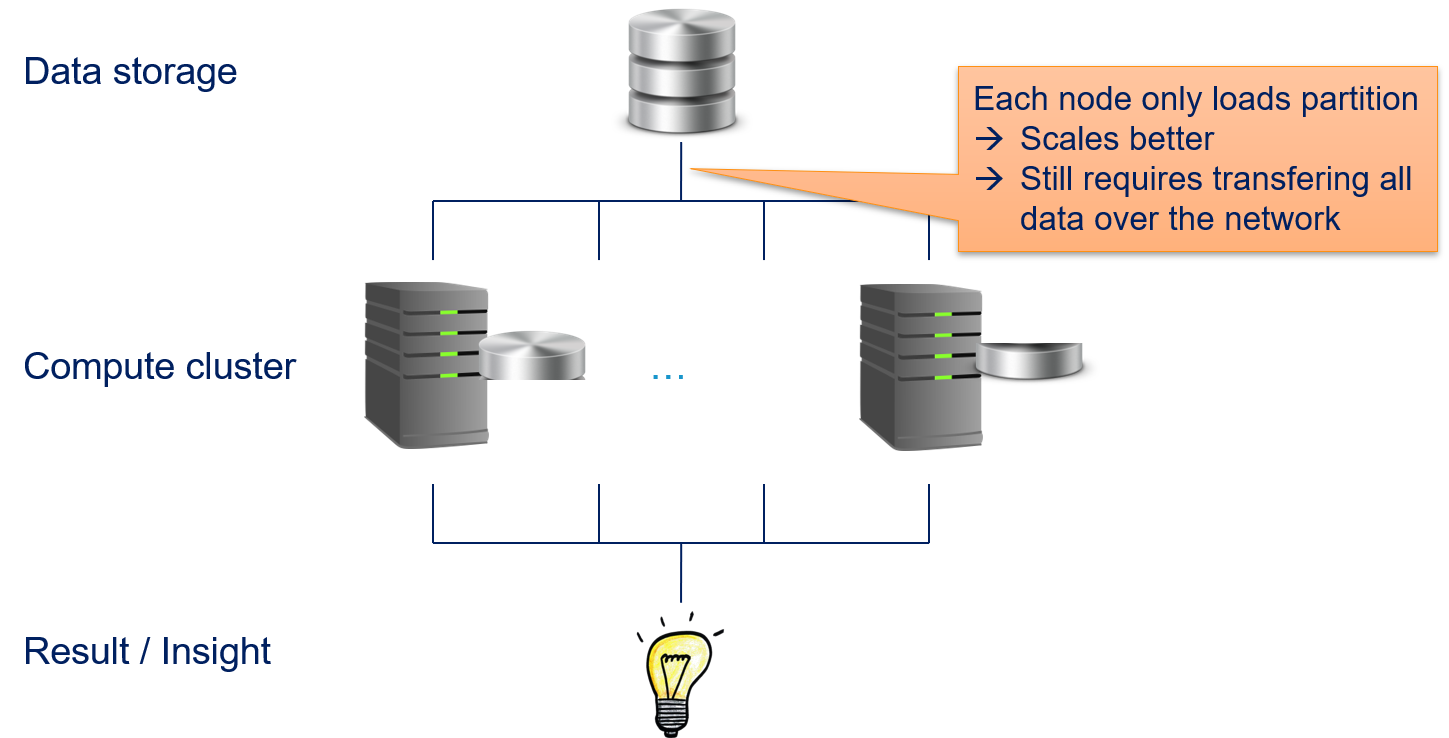 Data storage
Each node only loads partition
→ Scales better
→ Still requires transfering all
data over the network
Compute cluster
...
Result / Insight